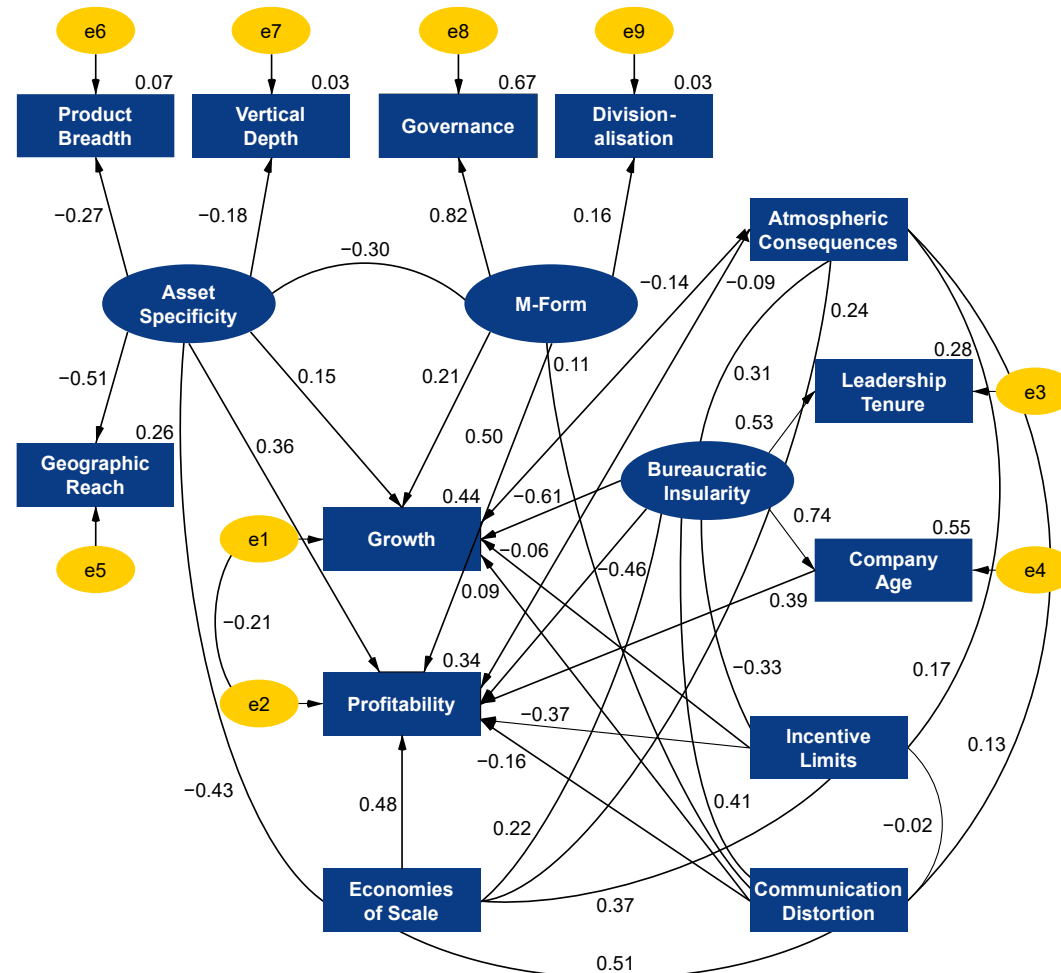 e6
e7
e8
e9
0.07
0.03
0.67
0.03
Product
Breadth
Vertical
Depth
Governance
Division-
alisation
−0.27
−0.18
0.82
0.16
Atmospheric
Consequences
−0.30
−0.14
−0.09
Asset
Specificity
M-Form
0.24
−0.51
0.15
0.21
0.11
0.31
0.28
Leadership
Tenure
e3
0.26
0.36
0.50
0.53
Geographic
Reach
Bureaucratic
Insularity
0.44
−0.61
0.74
0.55
e1
Growth
−0.06
Company
Age
e4
e5
−0.46
0.09
0.39
−0.21
0.34
−0.33
0.17
e2
Profitability
−0.37
Incentive
Limits
−0.16
0.13
−0.43
0.48
0.22
0.41
−0.02
Economies
of Scale
0.37
Communication
Distortion
0.51